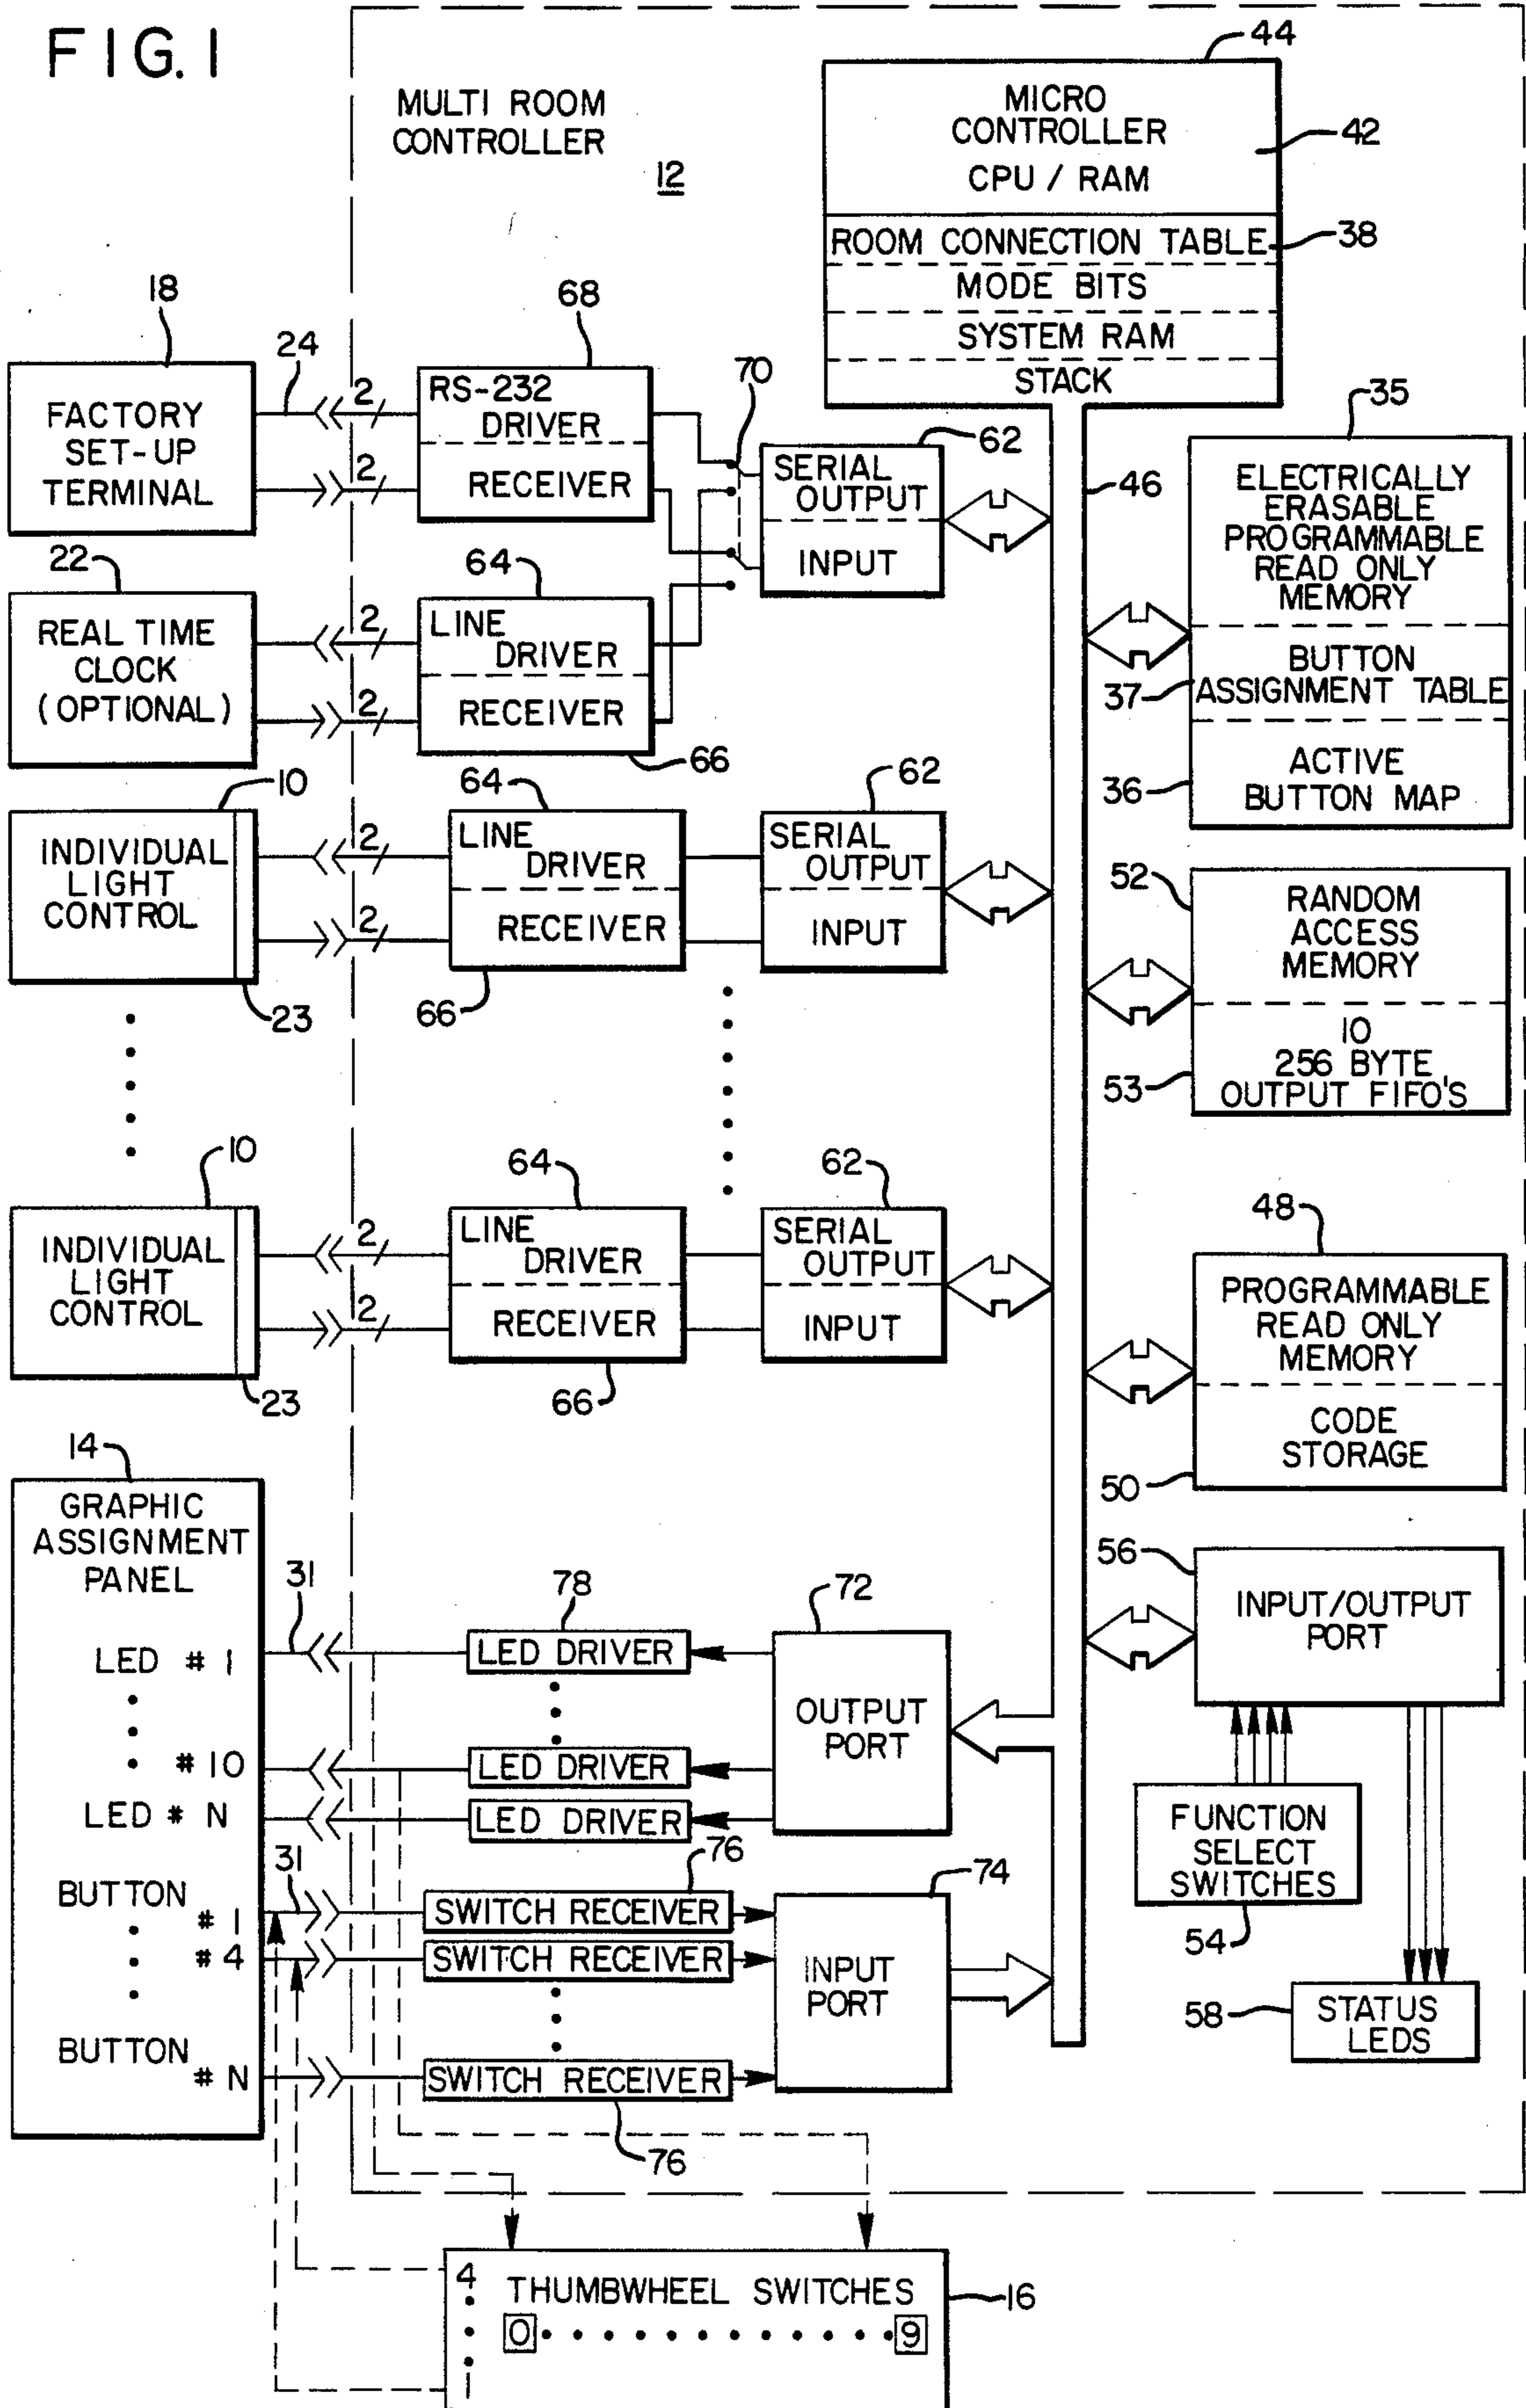 FIG. 1
MULTI ROOM
CONTROLLER
12
44
MICRO
CONTROLLER
CPU / RAM
42
ROOM CONNECTION TABLE
38
MODE BITS
SYSTEM RAM
STACK
18
FACTORY
SET-UP
TERMINAL
24
2
2
68
RS-232
DRIVER
RECEIVER
70
62
SERIAL
OUTPUT
INPUT
46
35
ELECTRICALLY
ERASABLE
PROGRAMMABLE
READ ONLY
MEMORY
BUTTON
ASSIGNMENT TABLE
37
ACTIVE
BUTTON MAP
36
22
REAL TIME
CLOCK
(OPTIONAL)
2
2
64
LINE
DRIVER
RECEIVER
66
10
INDIVIDUAL
LIGHT
CONTROL
23
2
2
64
LINE
DRIVER
RECEIVER
66
62
SERIAL
OUTPUT
INPUT
52
RANDOM
ACCESS
MEMORY
10
256 BYTE
OUTPUT FIFO'S
53
10
INDIVIDUAL
LIGHT
CONTROL
23
2
2
64
LINE
DRIVER
RECEIVER
66
62
SERIAL
OUTPUT
INPUT
48
PROGRAMMABLE
READ ONLY
MEMORY
CODE
STORAGE
50
14
GRAPHIC
ASSIGNMENT
PANEL
LED # 1
# 10
LED # N
BUTTON
# 1
# 4
BUTTON
# N
31
31
78
LED DRIVER
LED DRIVER
LED DRIVER
72
OUTPUT
PORT
76
SWITCH RECEIVER
SWITCH RECEIVER
SWITCH RECEIVER
76
74
INPUT
PORT
56
INPUT/OUTPUT
PORT
FUNCTION
SELECT
SWITCHES
54
58
STATUS
LEDS
4
THUMBWHEEL SWITCHES
0
9
1
16